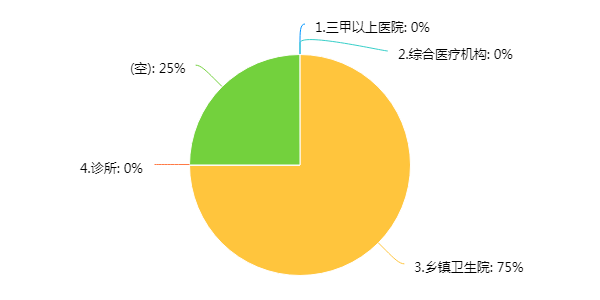 1.三甲以上医院: 0%
2.综合医疗机构: 0%
(空): 25%
4.诊所: 0%
3.乡镇卫生院: 75%